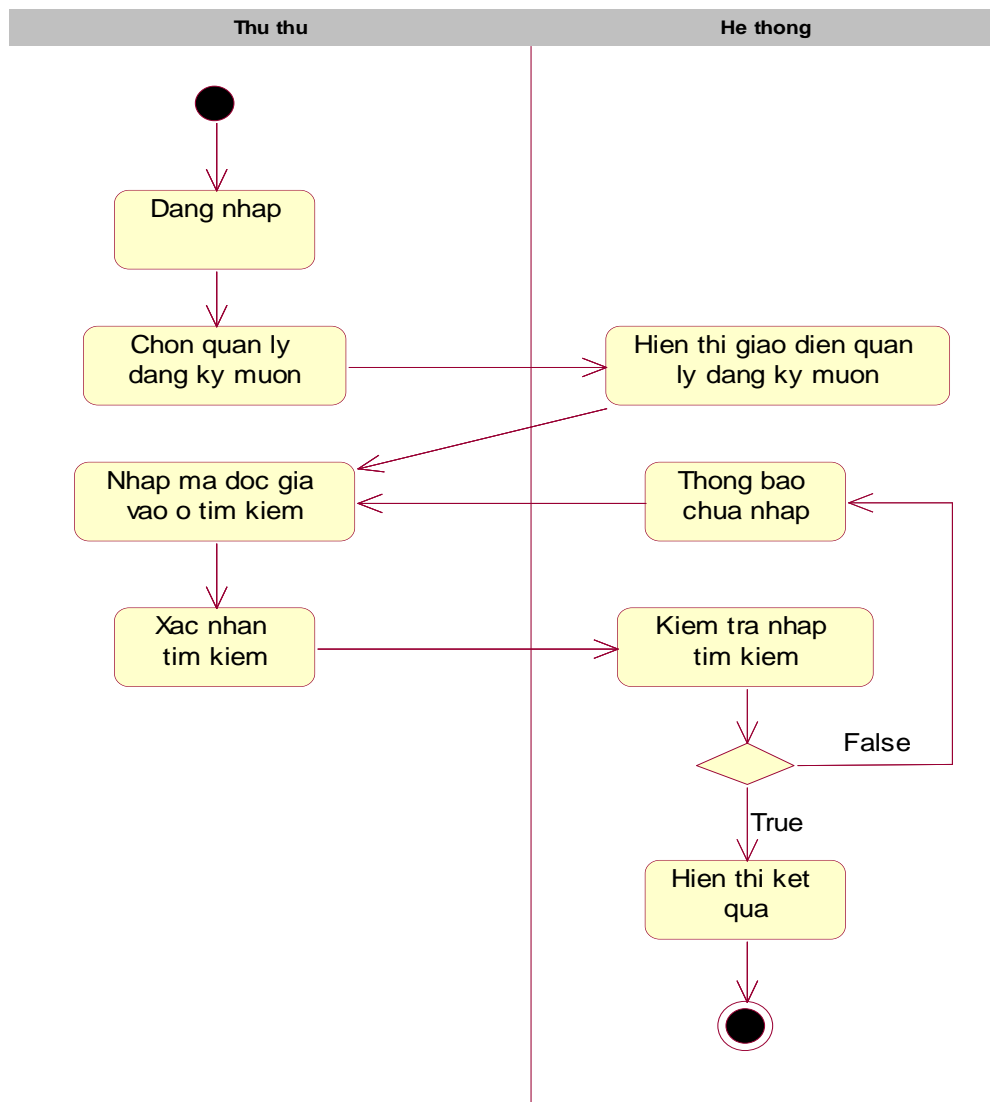 Thu thu
He thong
Dang nhap
Chon quan ly
dang ky muon
Hien thi giao dien quan
ly dang ky muon
Nhap ma doc gia
vao o tim kiem
Thong bao
chua nhap
Xac nhan
tim kiem
Kiem tra nhap
tim kiem
False
True
Hien thi ket
qua